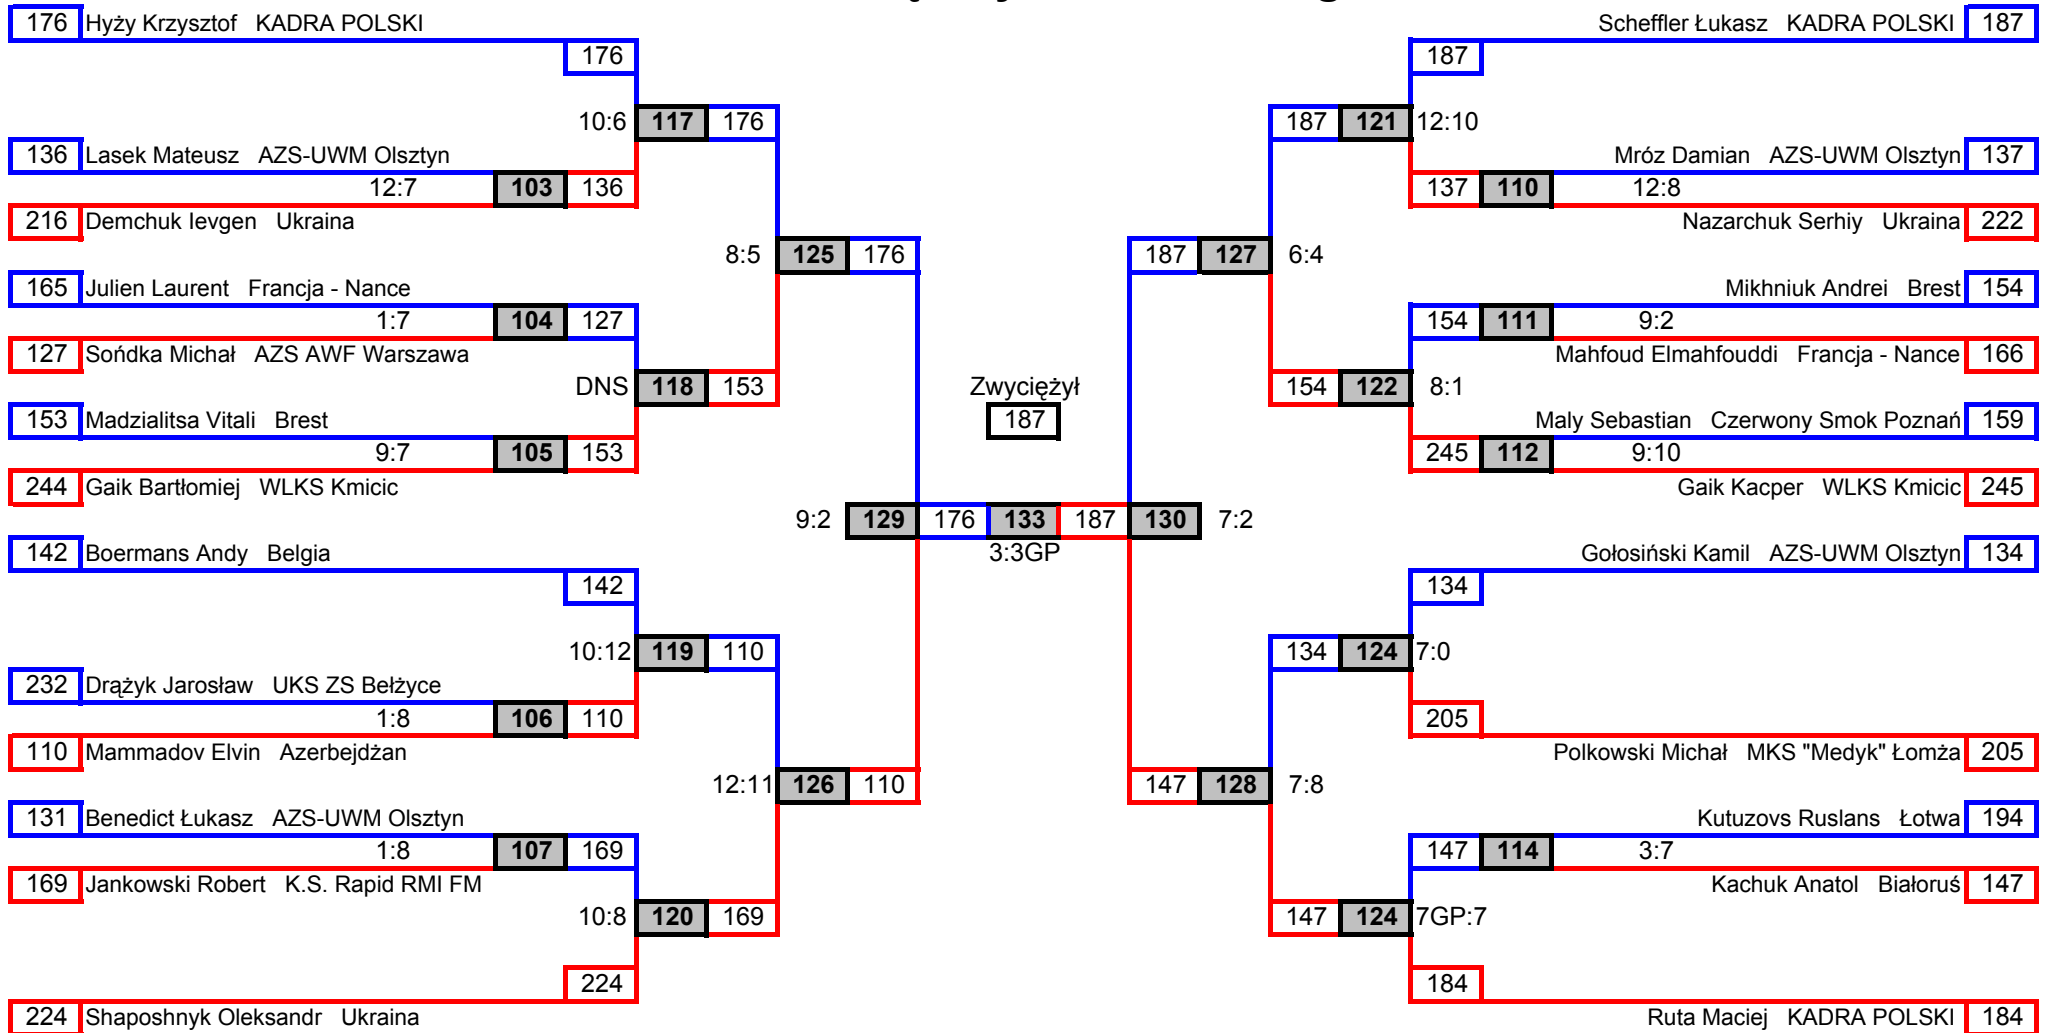 176 Hyży Krzysztof KADRA POLSKI Scheffler Łukasz KADRA POLSKI 187
176 187
10:6 117 176 187 121 12:10
136 Lasek Mateusz AZS-UWM Olsztyn Mróz Damian AZS-UWM Olsztyn 137
12:7 103 136 137 110 12:8
216 Demchuk Ievgen Ukraina Nazarchuk Serhiy Ukraina 222
8:5 125 176 187 127 6:4
165 Julien Laurent Francja - Nance Mikhniuk Andrei Brest 154
1:7 104 127 154 111 9:2
127 Sońdka Michał AZS AWF Warszawa Mahfoud Elmahfouddi Francja - Nance 166
DNS 118 153 Zwyciężył 154 122 8:1
153 Madzialitsa Vitali Brest 187 Maly Sebastian Czerwony Smok Poznań 159
9:7 105 153 245 112 9:10
244 Gaik Bartłomiej WLKS Kmicic Gaik Kacper WLKS Kmicic 245
9:2 129 176 133 187 130 7:2
142 Boermans Andy Belgia 3:3GP Gołosiński Kamil AZS-UWM Olsztyn 134
142 134
10:12 119 110 134 124 7:0
232 Drążyk Jarosław UKS ZS Bełżyce
1:8 106 110 205
110 Mammadov Elvin Azerbejdżan Polkowski Michał MKS "Medyk" Łomża 205
12:11 126 110 147 128 7:8
131 Benedict Łukasz AZS-UWM Olsztyn Kutuzovs Ruslans Łotwa 194
1:8 107 169 147 114 3:7
169 Jankowski Robert K.S. Rapid RMI FM Kachuk Anatol Białoruś 147
10:8 120 169 147 124 7GP:7
224 184
224 Shaposhnyk Oleksandr Ukraina Ruta Maciej KADRA POLSKI 184